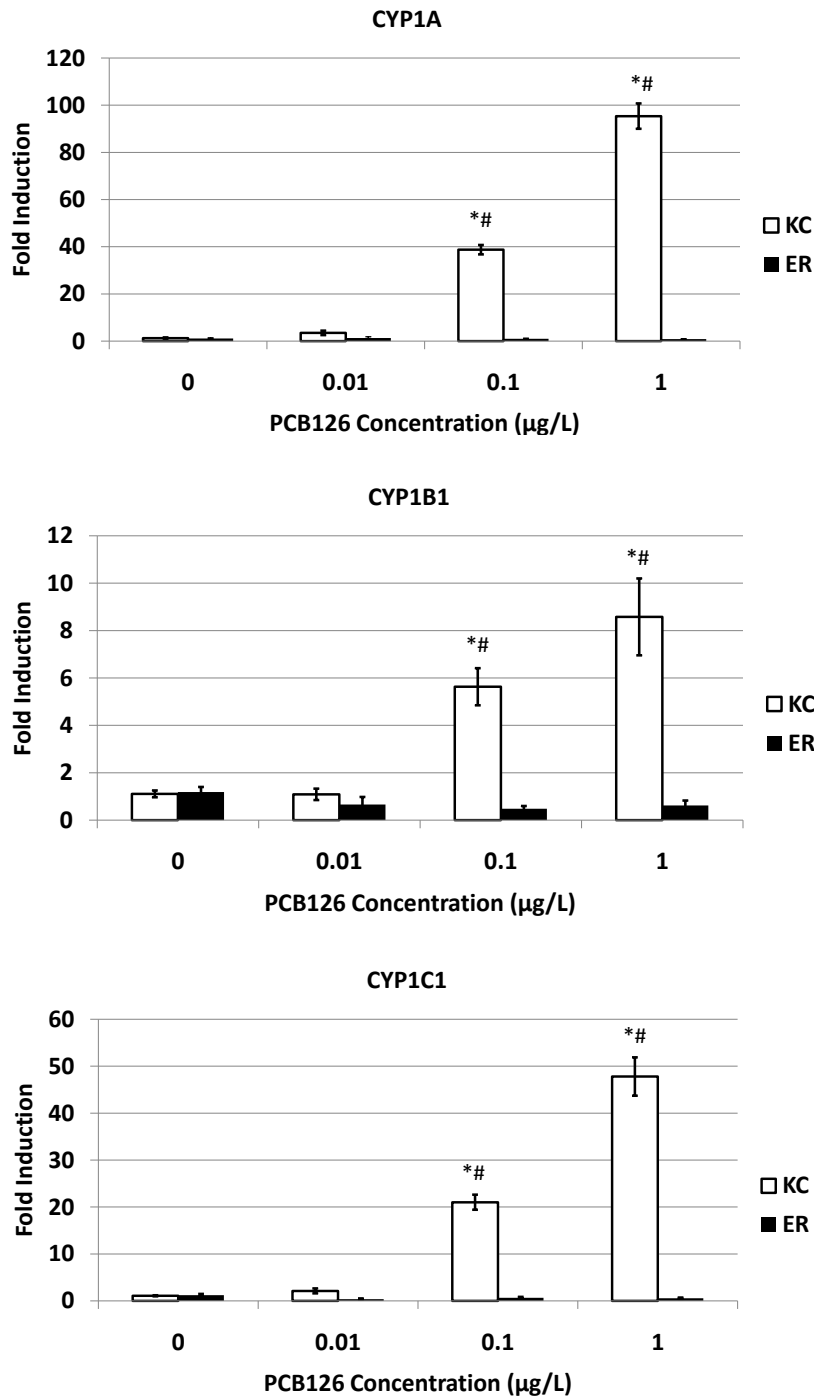 CYP1A
120
100
80
60
40
20
0
Fold Induction
*#
*#
KC
ER
0 0.01 0.1 1
PCB126 Concentration (µg/L)
CYP1B1
12
10
8
6
4
2
0
Fold Induction
*#
*#
KC
ER
0 0.01 0.1 1
PCB126 Concentration (µg/L)
CYP1C1
60
50
40
30
20
10
0
Fold Induction
*#
*#
KC
ER
0 0.01 0.1 1
PCB126 Concentration (µg/L)